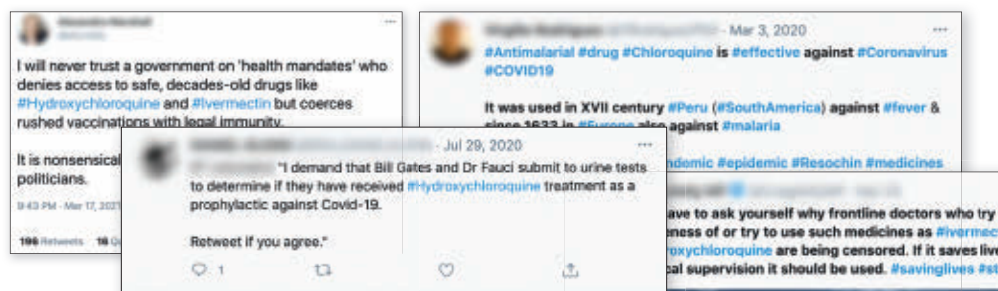 I will never trust a government on 'health mandates' who
denies access to safe, decades-old drugs like
#Hydroxychloroquine and #Ivermectin but coerces
rushed vaccinations with legal immunity.
It is nonsensical
politicians.
9:43 PM · Mar 17, 2021
196 Retweets 16
· Mar 3, 2020
#Antimalarial #drug #Chloroquine is #effective against #Coronavirus
#COVID19
It was used in XVII century #Peru (#SouthAmerica) against #fever &
since 1633 in #Europe also against #malaria
#epidemic #Resochin #medicines
· Jul 29, 2020
"I demand that Bill Gates and Dr Fauci submit to urine tests
to determine if they have received #Hydroxychloroquine treatment as a
prophylactic against Covid-19.
Retweet if you agree."
1
ave to ask yourself why frontline doctors who try
eness of or try to use such medicines as #ivermec
oxychloroquine are being censored. If it saves live
al supervision it should be used. #savinglives #st